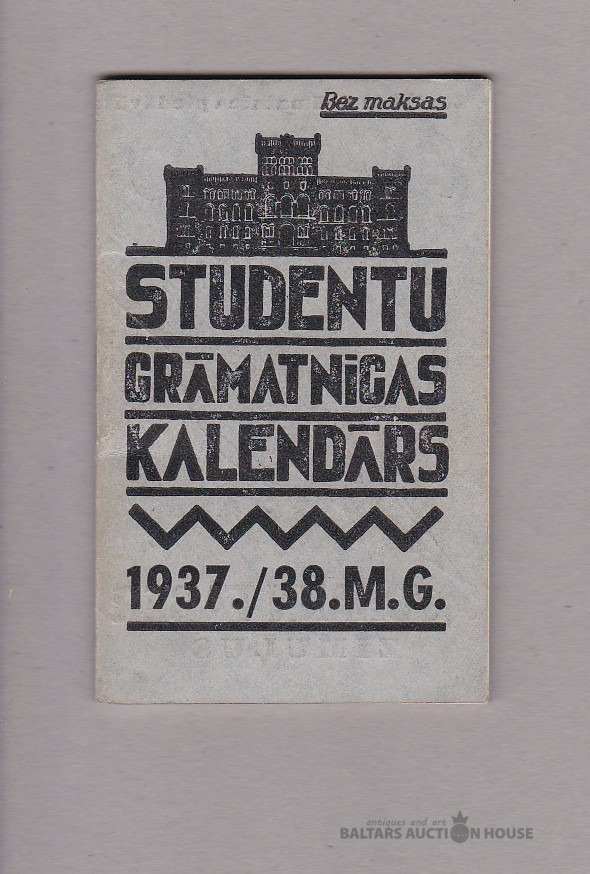 Bez maksas
STUDENTU
GRĀMATNĪCAS
KALENDĀRS
1937./38.M.G.
antiques and art
BALTARS AUCTION HOUSE